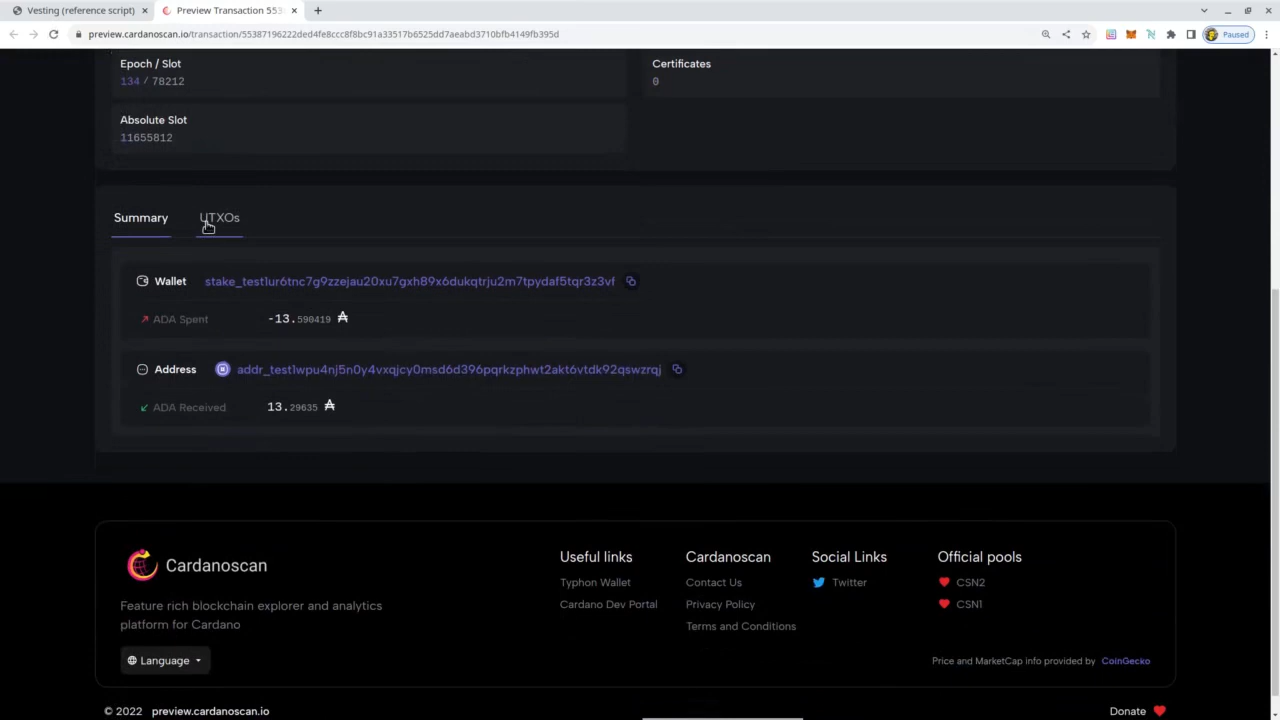 Vesting (reference script)
Preview Transaction 553
preview.cardanoscan.io/transaction/55387196222ded4fe8ccc8f8bc91a33517b6525dd7aeabd3710bfb4149fb395d
Paused
Epoch / Slot
134 / 78212
Certificates
0
Absolute Slot
11655812
Summary
UTXOs
Wallet
stake_test1ur6tnc7g9zzejau20xu7gxh89x6dukqtrju2m7tpydaf5tqr3z3vf
ADA Spent
-13.590419 ₳
Address
addr_test1wpu4nj5n0y4vxqjcy0msd6d396pqrkzphwt2akt6vtdk92qswzrqj
ADA Received
13.29635 ₳
Cardanoscan
Feature rich blockchain explorer and analytics
platform for Cardano
Language
Useful links
Typhon Wallet
Cardano Dev Portal
Cardanoscan
Contact Us
Privacy Policy
Terms and Conditions
Social Links
Twitter
Official pools
CSN2
CSN1
Price and MarketCap info provided by CoinGecko
© 2022 preview.cardanoscan.io
Donate